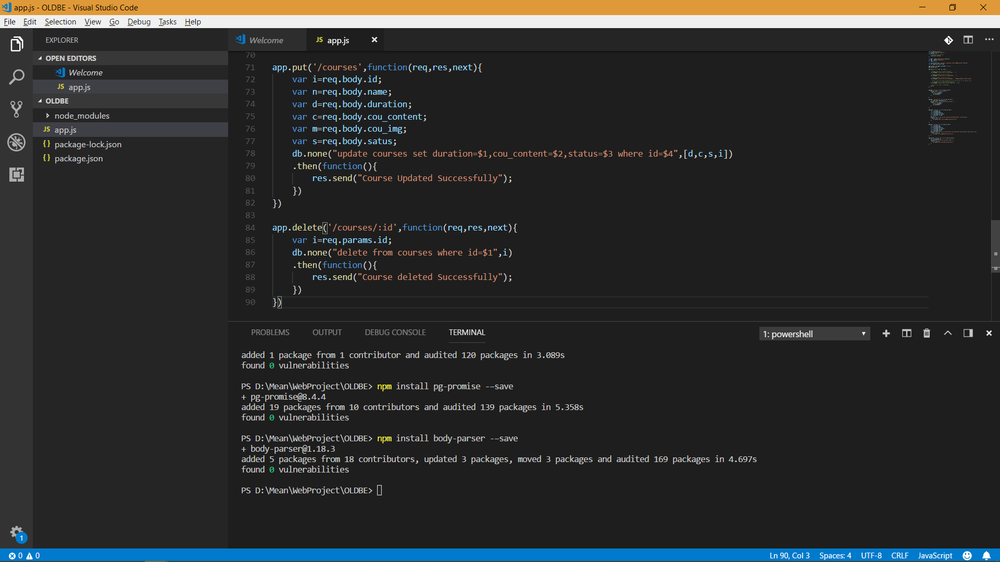 app.js - OLDBE - Visual Studio Code
File Edit Selection View Go Debug Tasks Help
EXPLORER
OPEN EDITORS
Welcome
JS app.js
OLDBE
node_modules
JS app.js
{} package-lock.json
{} package.json
1
Welcome
JS app.js
70
71 app.put('/courses',function(req,res,next){
72     var i=req.body.id;
73     var n=req.body.name;
74     var d=req.body.duration;
75     var c=req.body.cou_content;
76     var m=req.body.cou_img;
77     var s=req.body.satus;
78     db.none("update courses set duration=$1,cou_content=$2,status=$3 where id=$4",[d,c,s,i])
79     .then(function(){
80         res.send("Course Updated Successfully");
81     })
82 })
83
84 app.delete('/courses/:id',function(req,res,next){
85     var i=req.params.id;
86     db.none("delete from courses where id=$1",i)
87     .then(function(){
88         res.send("Course deleted Successfully");
89     })
90 })
PROBLEMS OUTPUT DEBUG CONSOLE TERMINAL
1: powershell
added 1 package from 1 contributor and audited 120 packages in 3.089s
found 0 vulnerabilities
PS D:\Mean\WebProject\OLDBE> npm install pg-promise --save
+ pg-promise@8.4.4
added 19 packages from 10 contributors and audited 139 packages in 5.358s
found 0 vulnerabilities
PS D:\Mean\WebProject\OLDBE> npm install body-parser --save
+ body-parser@1.18.3
added 5 packages from 18 contributors, updated 3 packages, moved 3 packages and audited 169 packages in 4.697s
found 0 vulnerabilities
PS D:\Mean\WebProject\OLDBE>
0 0
Ln 90, Col 3 Spaces: 4 UTF-8 CRLF JavaScript